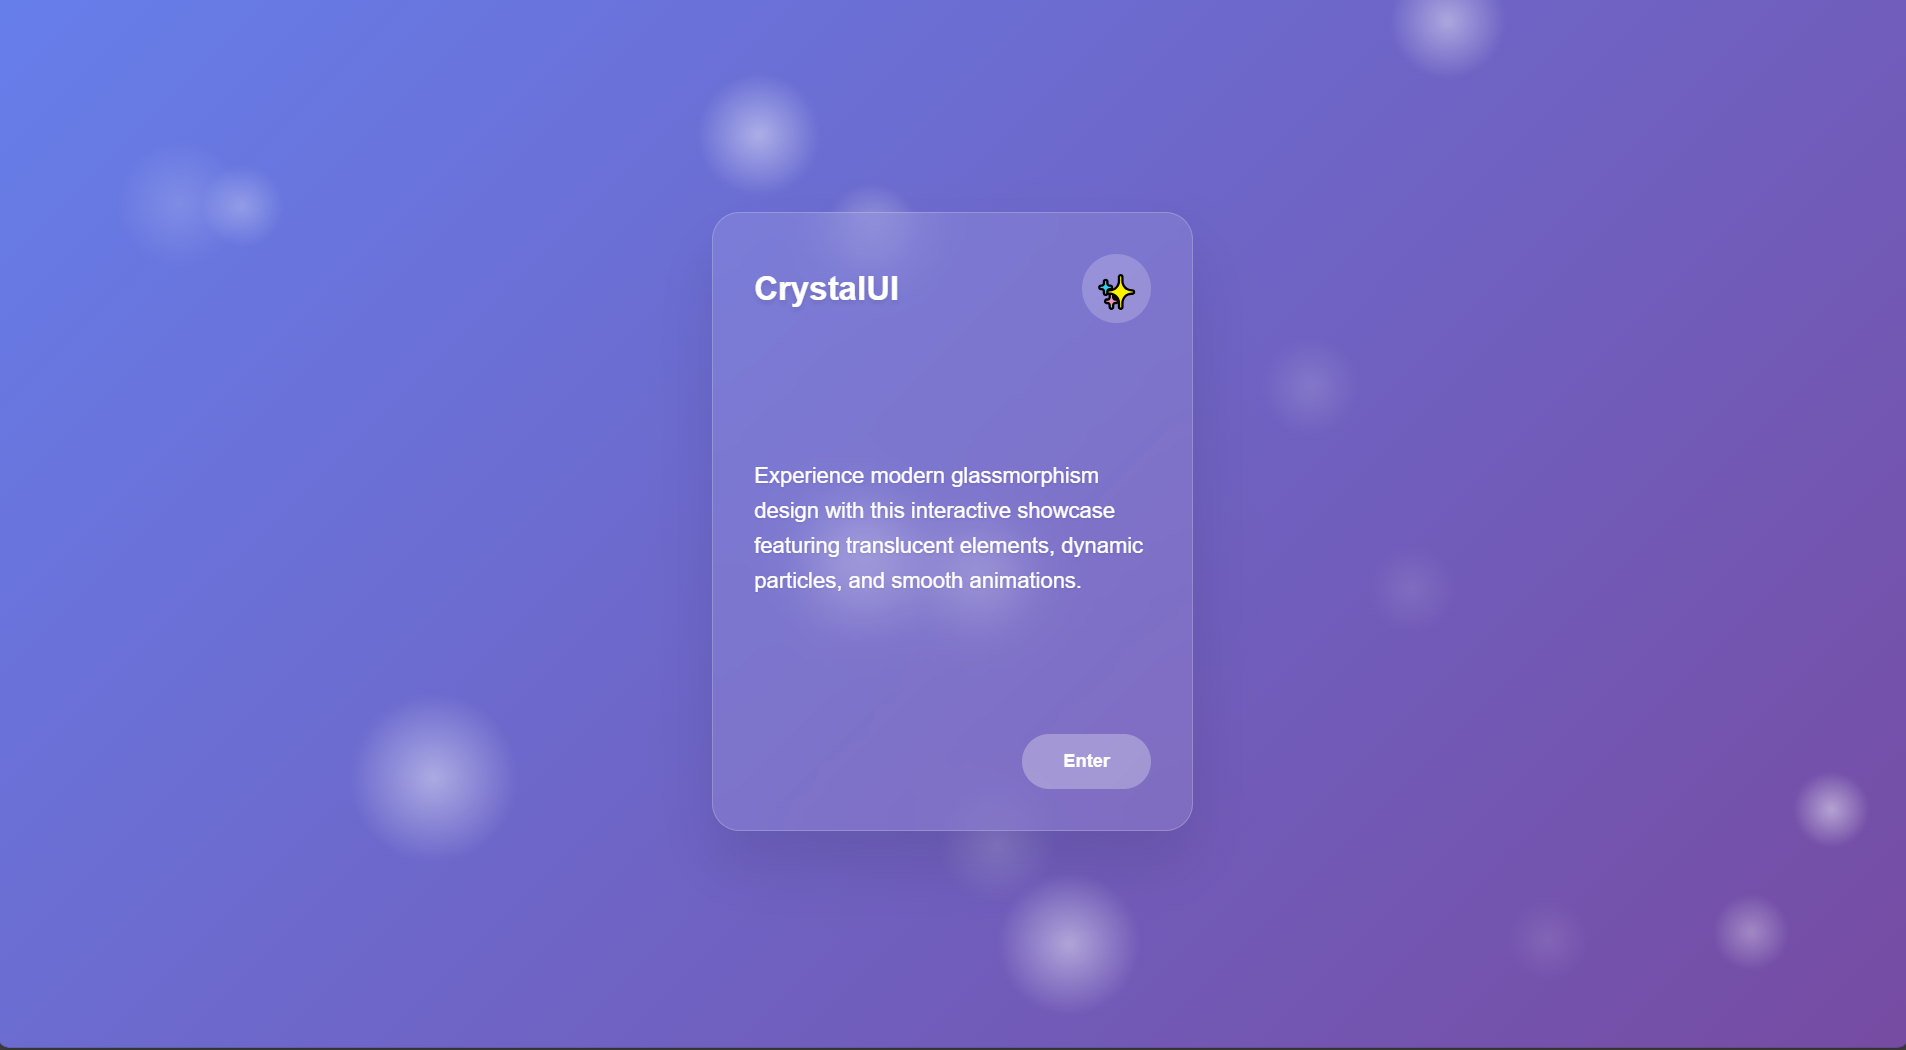 CrystalUI
Experience modern glassmorphism
design with this interactive showcase
featuring translucent elements, dynamic
particles, and smooth animations.
Enter